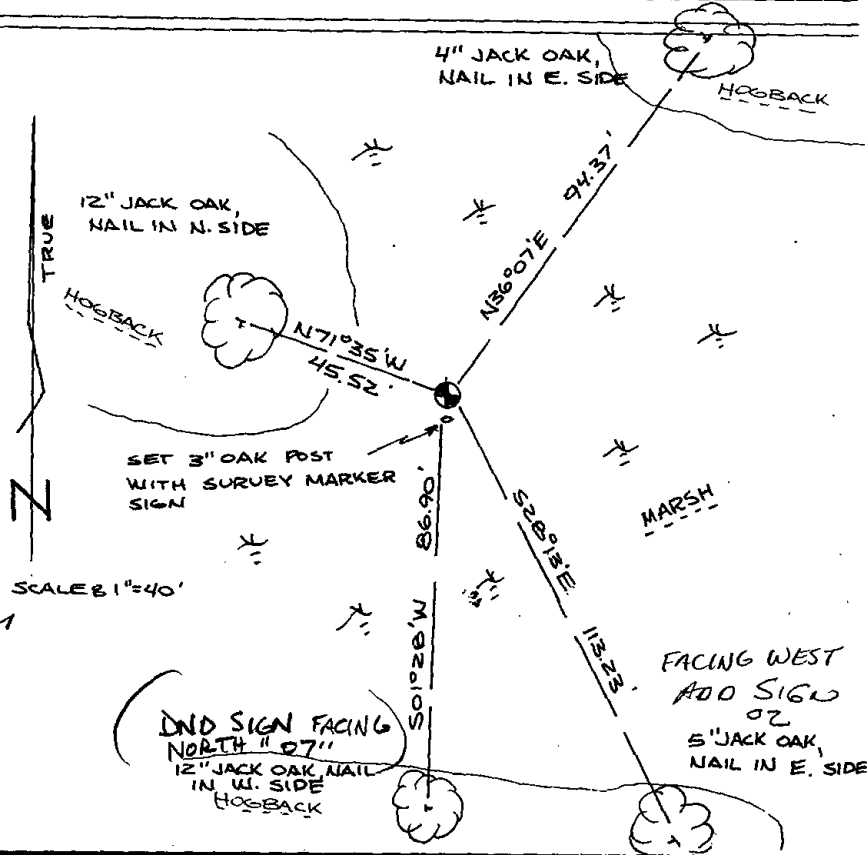 4" JACK OAK,
NAIL IN E. SIDE
HOGBACK
94.37'
N36°07'E
12" JACK OAK,
NAIL IN N. SIDE
TRUE
HOGBACK
N71°35'W
45.52'
SET 3" OAK POST
WITH SURVEY MARKER
SIGN
N
SCALE 1"=40'
86.90'
S01°28'W
S28°13'E
113.23'
MARSH
FACING WEST
ADD SIGN
02
5" JACK OAK,
NAIL IN E. SIDE
DND SIGN FACING
NORTH "07"
12" JACK OAK, NAIL
IN W. SIDE
HOGBACK